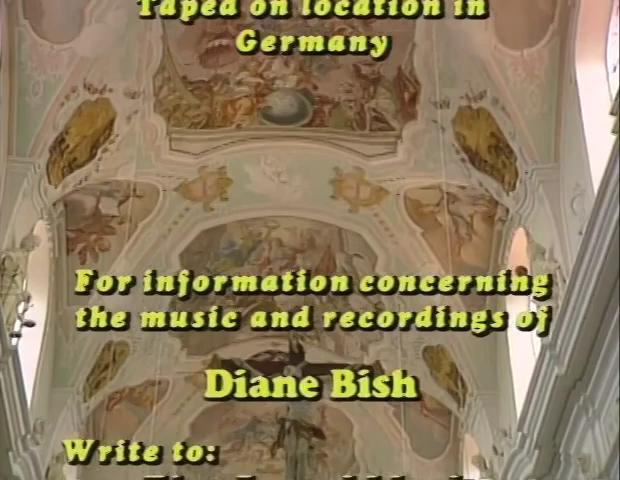 Taped on location in
Germany
For information concerning
the music and recordings of
Diane Bish
Write to: